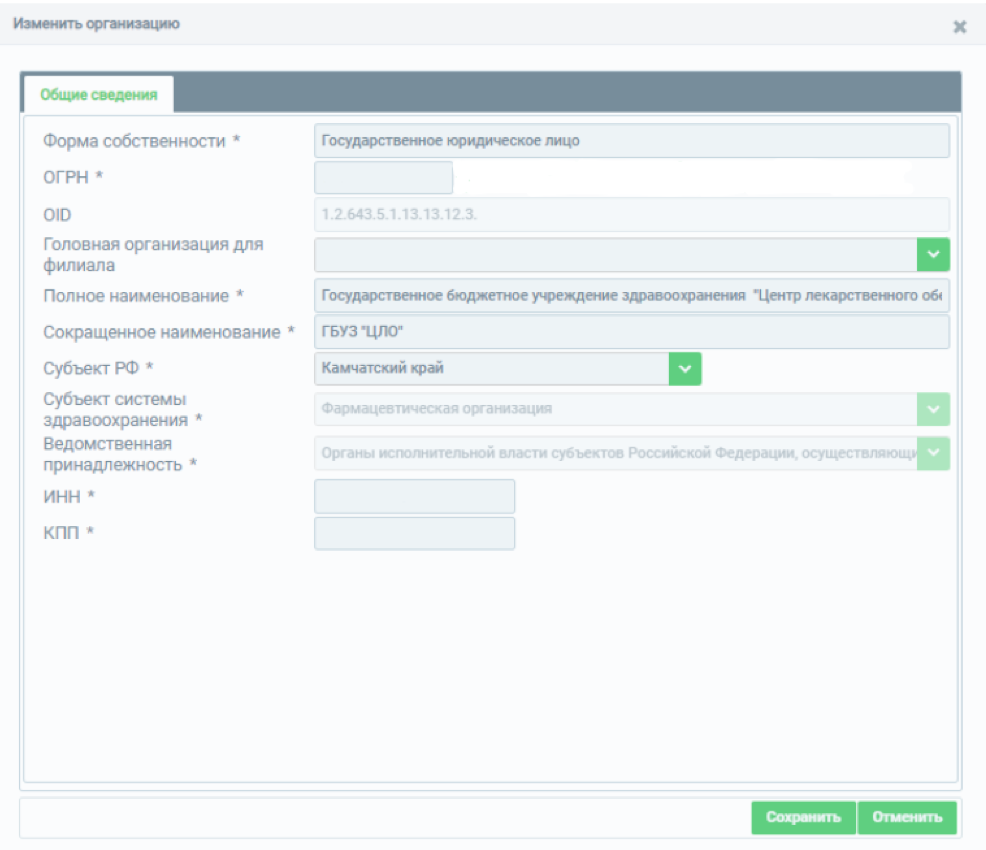 Изменить организацию
Общие сведения
Форма собственности *
Государственное юридическое лицо
ОГРН *
OID
1.2.643.5.1.13.13.12.3.
Головная организация для
филиала
Полное наименование *
Государственное бюджетное учреждение здравоохранения "Центр лекарственного обе
Сокращенное наименование *
ГБУЗ "ЦЛО"
Субъект РФ *
Камчатский край
Субъект системы
здравоохранения *
Фармацевтическая организация
Ведомственная
принадлежность *
Органы исполнительной власти субъектов Российской Федерации, осуществляющи
ИНН *
КПП *
Сохранить
Отменить